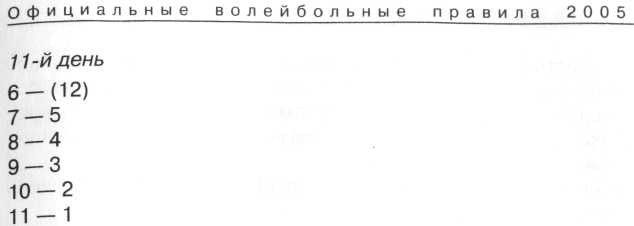 Официальные волейбольные правила 2005
11-й день
6 — (12)
7 — 5
8 — 4
9 — 3
10 — 2
11 — 1